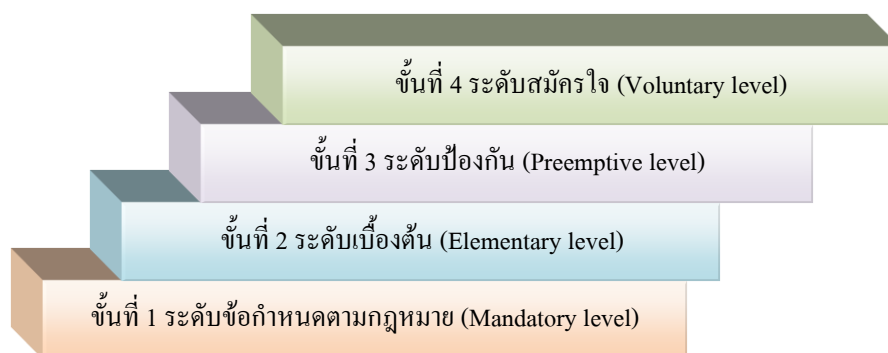 ขั้นที่ 4 ระดับสมัครใจ (Voluntary level)
ขั้นที่ 3 ระดับป้องกัน (Preemptive level)
ขั้นที่ 2 ระดับเบื้องต้น (Elementary level)
ขั้นที่ 1 ระดับข้อกำหนดตามกฎหมาย (Mandatory level)